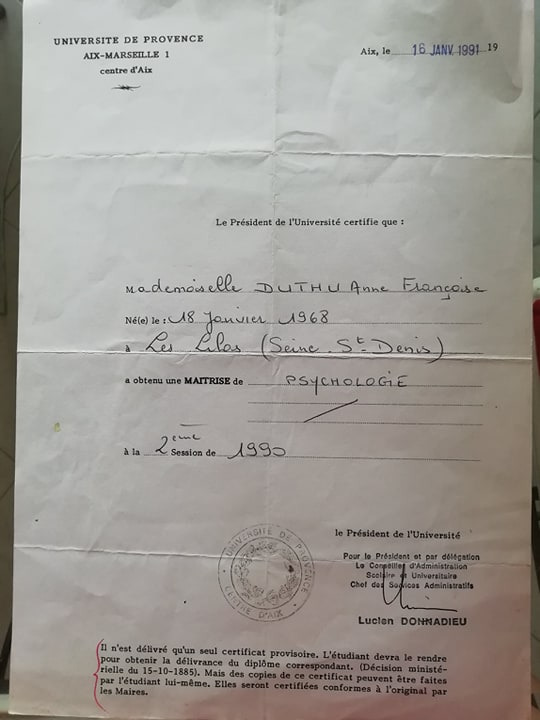 UNIVERSITE DE PROVENCE
AIX-MARSEILLE 1
centre d'Aix
Aix, le 16 JANV. 1991 19
Le Président de l'Université certifie que :
Mademoiselle DUTHU Anne Françoise
Né(e) le : 18 Janvier 1968
à Les Lilas (Seine-St-Denis)
a obtenu une MAITRISE de PSYCHOLOGIE
à la 2ème Session de 1990
le Président de l'Université
Pour le Président et par délégation
Le Conseiller d'Administration
Scolaire et Universitaire
Chef des Services Administratifs
Lucien DONNADIEU
UNIVERSITÉ DE PROVENCE
CENTRE D'AIX
Il n'est délivré qu'un seul certificat provisoire. L'étudiant devra le rendre
pour obtenir la délivrance du diplôme correspondant. (Décision ministé-
rielle du 15-10-1885). Mais des copies de ce certificat peuvent être faites
par l'étudiant lui-même. Elles seront certifiées conformes à l'original par
les Maires.